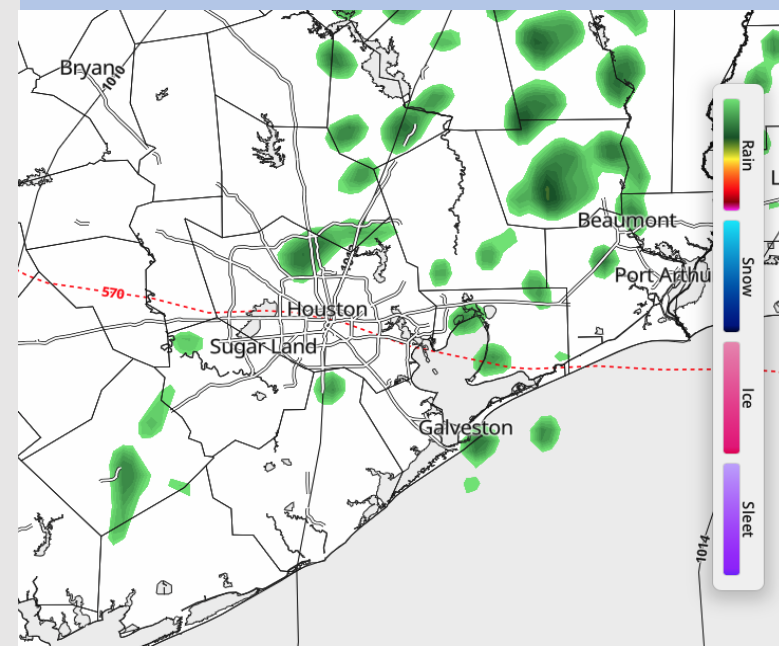 Bryan
1010
Rain
L
Beaumont
Snow
Port Arthu
570
Houston
Sugar Land
Ice
Galveston
Sleet
1014